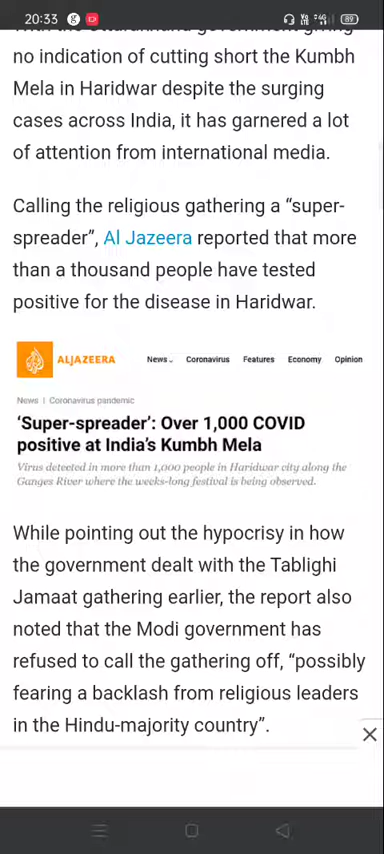 20:33
89
no indication of cutting short the Kumbh
Mela in Haridwar despite the surging
cases across India, it has garnered a lot
of attention from international media.
Calling the religious gathering a “super-
spreader”, Al Jazeera reported that more
than a thousand people have tested
positive for the disease in Haridwar.
ALJAZEERA News Coronavirus Features Economy Opinion
News | Coronavirus pandemic
‘Super-spreader’: Over 1,000 COVID
positive at India’s Kumbh Mela
Virus detected in more than 1,000 people in Haridwar city along the
Ganges River where the weeks-long festival is being observed.
While pointing out the hypocrisy in how
the government dealt with the Tablighi
Jamaat gathering earlier, the report also
noted that the Modi government has
refused to call the gathering off, “possibly
fearing a backlash from religious leaders
in the Hindu-majority country”.